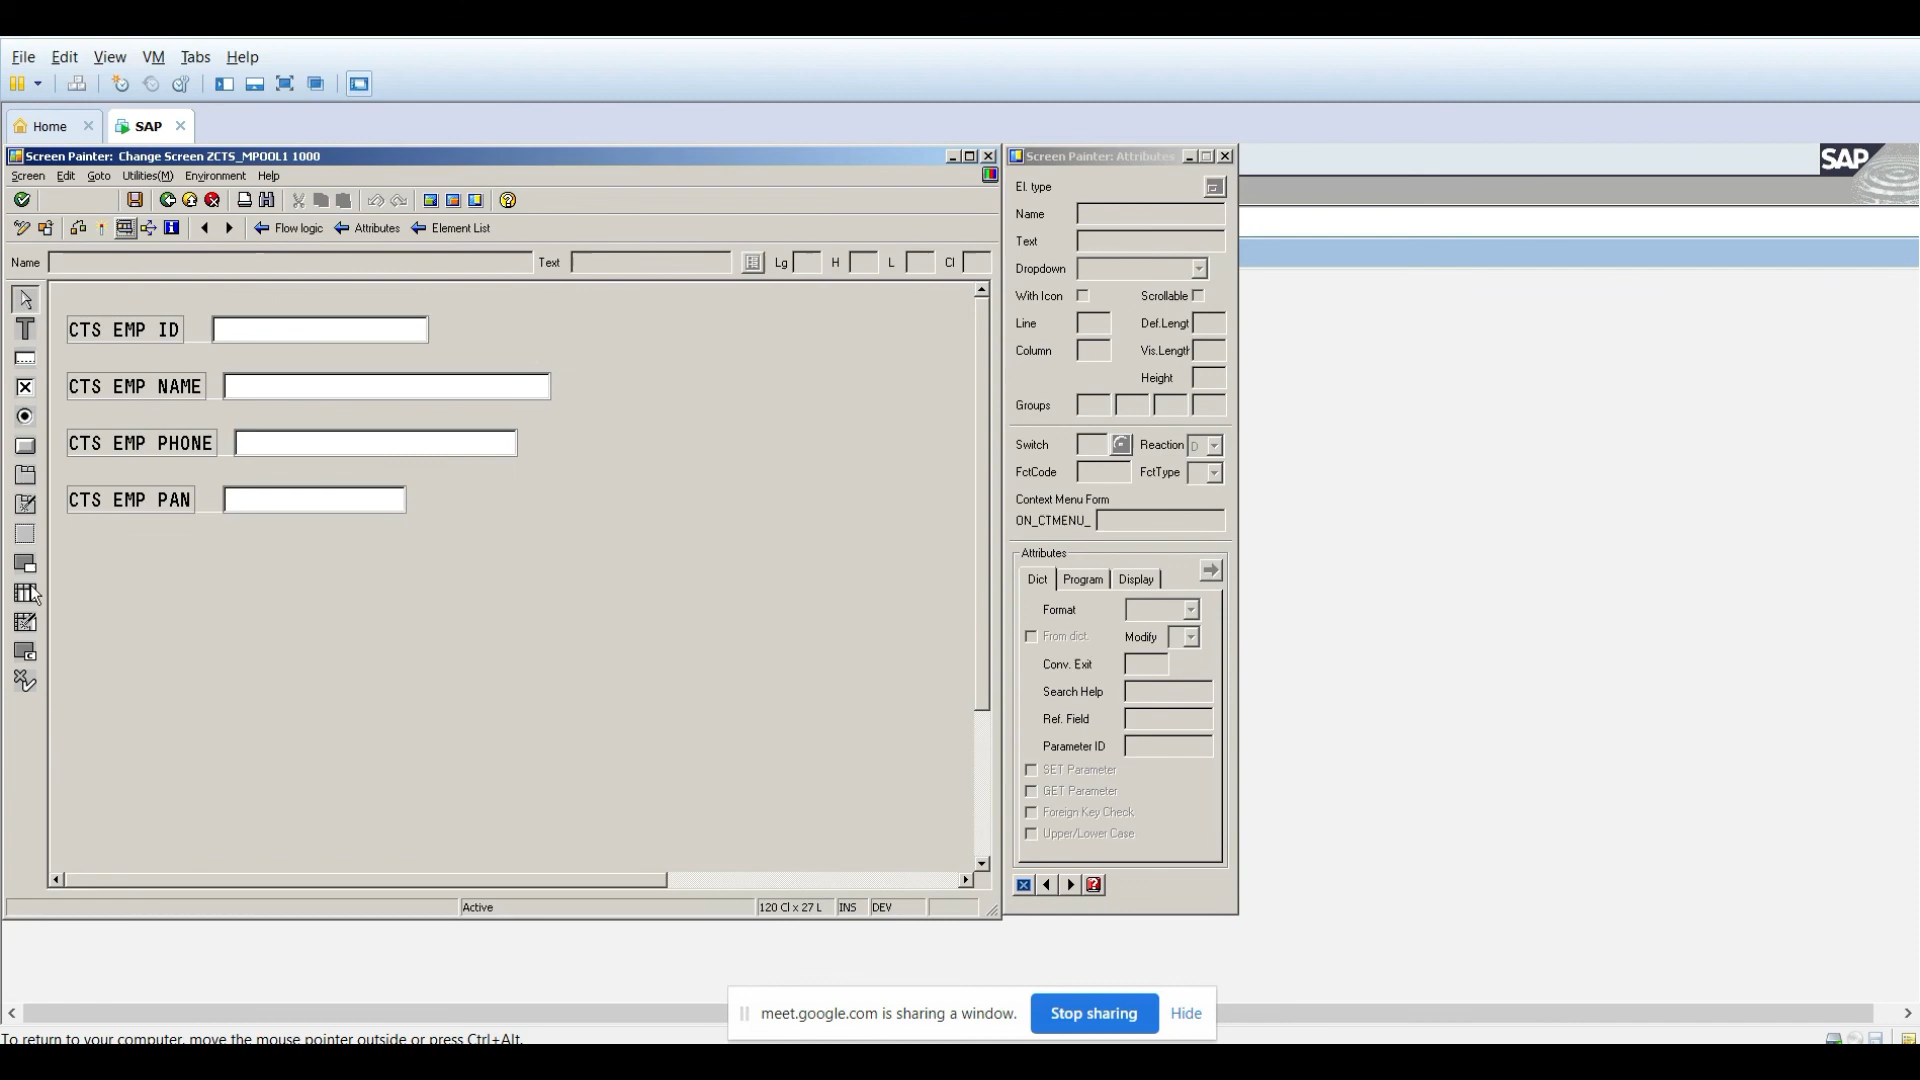 File Edit View VM Tabs Help
Home SAP
Screen Painter: Change Screen ZCTS_MPOOL1 1000
Screen Edit Goto Utilities(M) Environment Help
Flow logic Attributes Element List
Name Text Lg H L Cl
CTS EMP ID
CTS EMP NAME
CTS EMP PHONE
CTS EMP PAN
Active 120 Cl x 27 L INS DEV
Screen Painter: Attributes
El. type
Name
Text
Dropdown
With Icon Scrollable
Line Def.Lengt
Column Vis.Length
Height
Groups
Switch Reaction D
FctCode FctType
Context Menu Form
ON_CTMENU_
Attributes
Dict Program Display
Format
From dict. Modify
Conv. Exit
Search Help
Ref. Field
Parameter ID
SET Parameter
GET Parameter
Foreign Key Check
Upper/Lower Case
SAP
meet.google.com is sharing a window. Stop sharing Hide
To return to your computer, move the mouse pointer outside or press Ctrl+Alt.